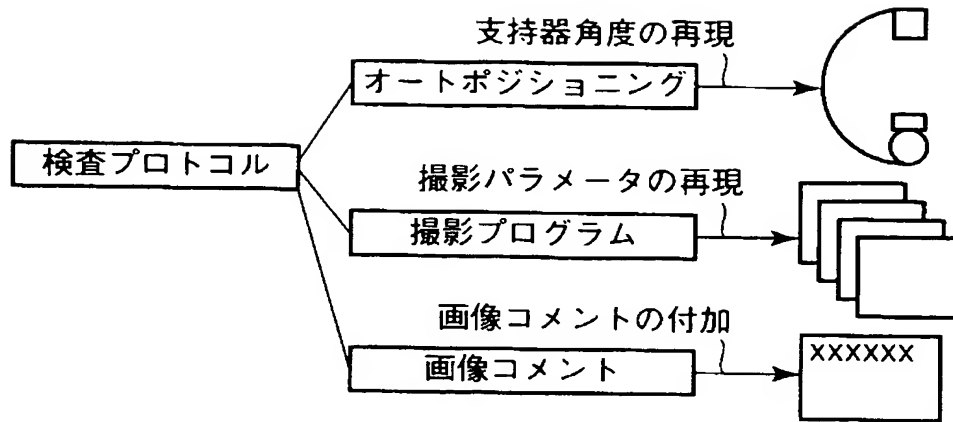 支持器角度の再現
オートポジショニング
検査プロトコル
撮影パラメータの再現
撮影プログラム
画像コメントの付加
画像コメント
XXXXXX